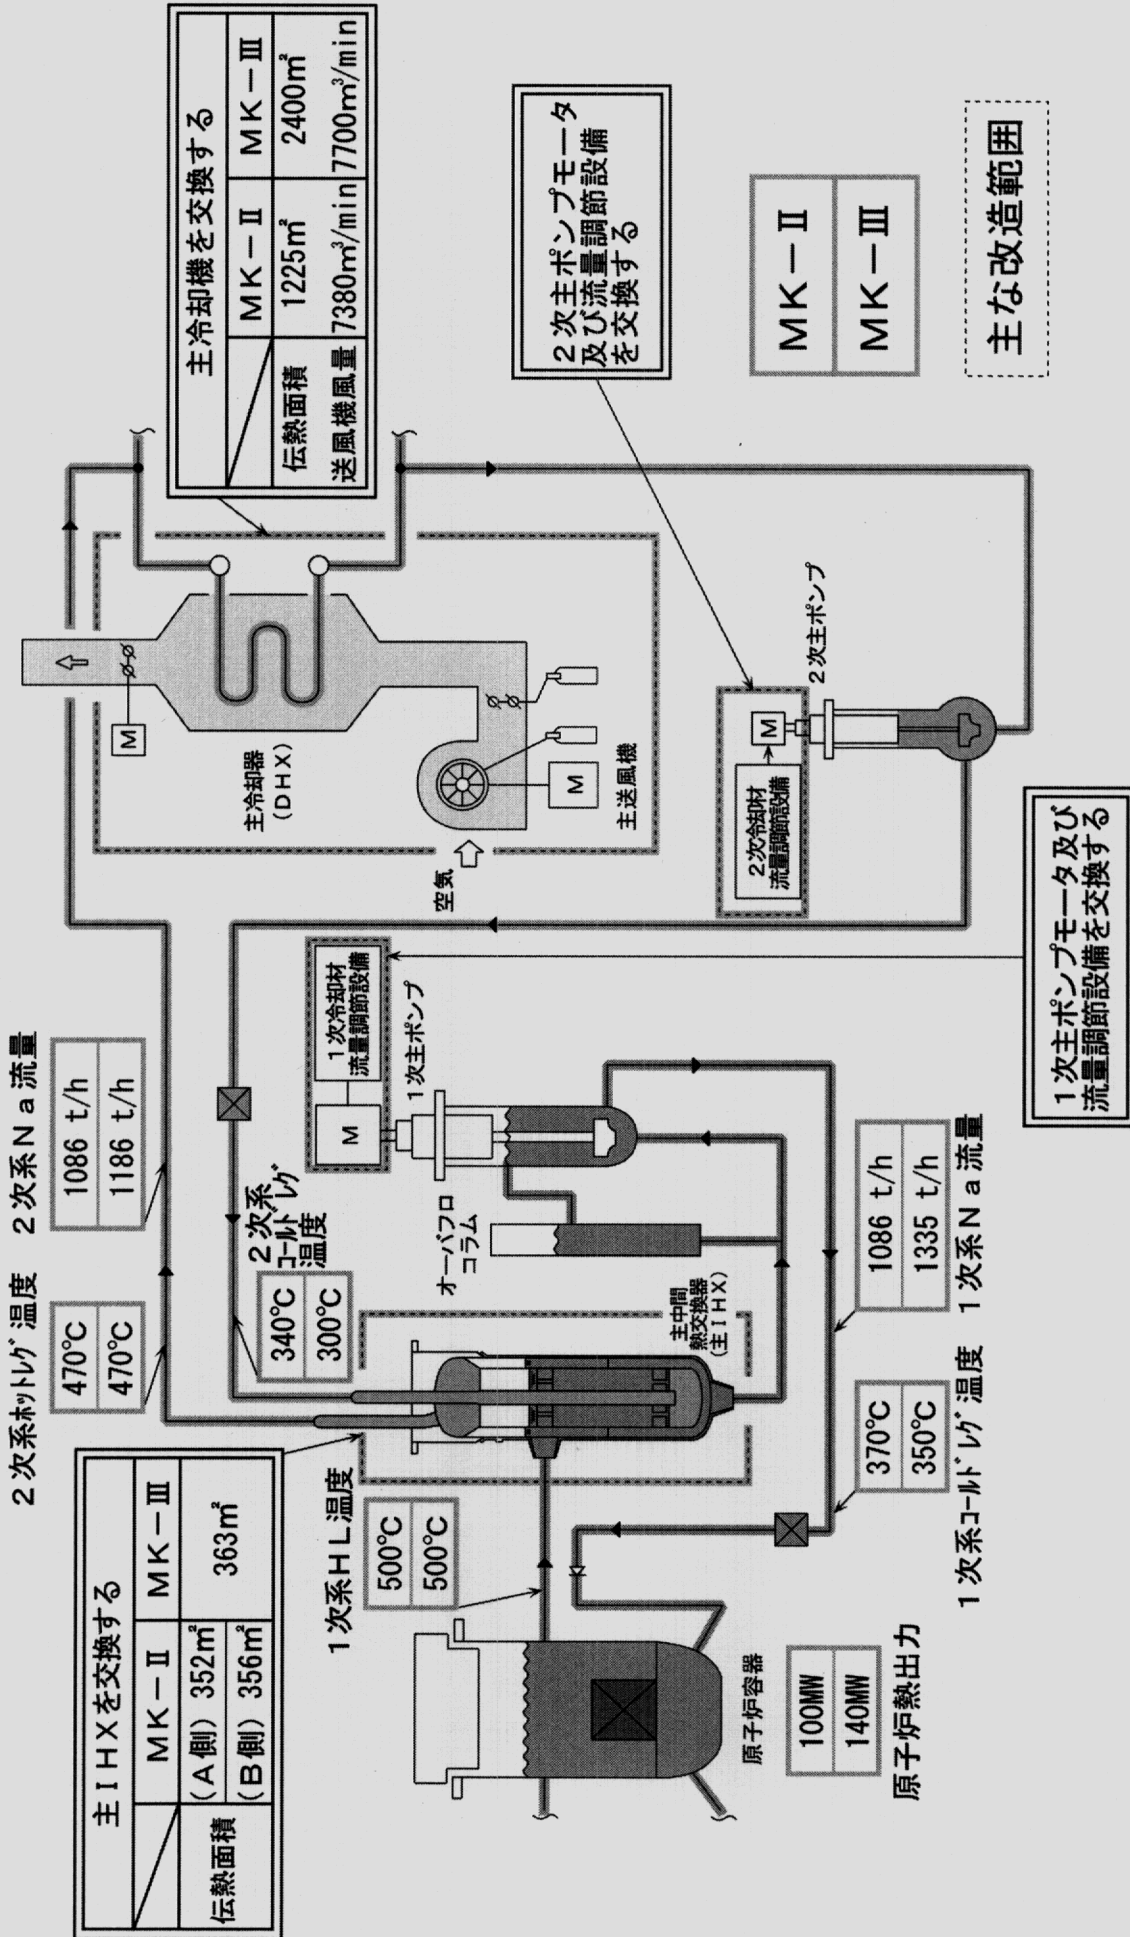 主ＩＨＸを交換する
ＭＫ－Ⅱ ＭＫ－Ⅲ
伝熱面積 （Ａ側）352㎡ 363㎡
（Ｂ側）356㎡
２次系ﾎｯﾄﾚｸﾞ温度
470℃
470℃
２次系Ｎａ流量
1086 t/h
1186 t/h
主冷却機を交換する
ＭＫ－Ⅱ ＭＫ－Ⅲ
伝熱面積 1225㎡ 2400㎡
送風機風量 7380m³/min 7700m³/min
M
主冷却器
(ＤＨＸ)
空気
M
主送風機
２次系
ｺｰﾙﾄﾞﾚｸﾞ
温度
340℃
300℃
１次系ＨＬ温度
500℃
500℃
１次冷却材
流量調節設備
M
１次主ポンプ
オーバフロ
コラム
主中間
熱交換器
(主ＩＨＸ)
２次主ポンプモータ
及び流量調節設備
を交換する
M
２次冷却材
流量調節設備
２次主ポンプ
原子炉容器
100MW
140MW
原子炉熱出力
370℃
350℃
１次系ｺｰﾙﾄﾞﾚｸﾞ温度
1086 t/h
1335 t/h
１次系Ｎａ流量
１次主ポンプモータ及び
流量調節設備を交換する
ＭＫ－Ⅱ
ＭＫ－Ⅲ
主な改造範囲